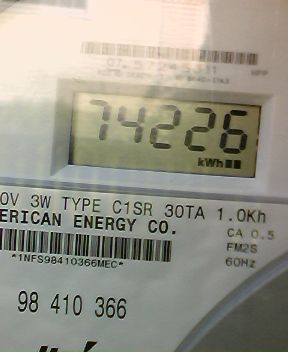 74226
kWh
0V 3W TYPE C1SR 30TA 1.0Kh
ERICAN ENERGY CO.
CA 0.5
FM2S
60Hz
*1NFS98410366MEC*
98 410 366